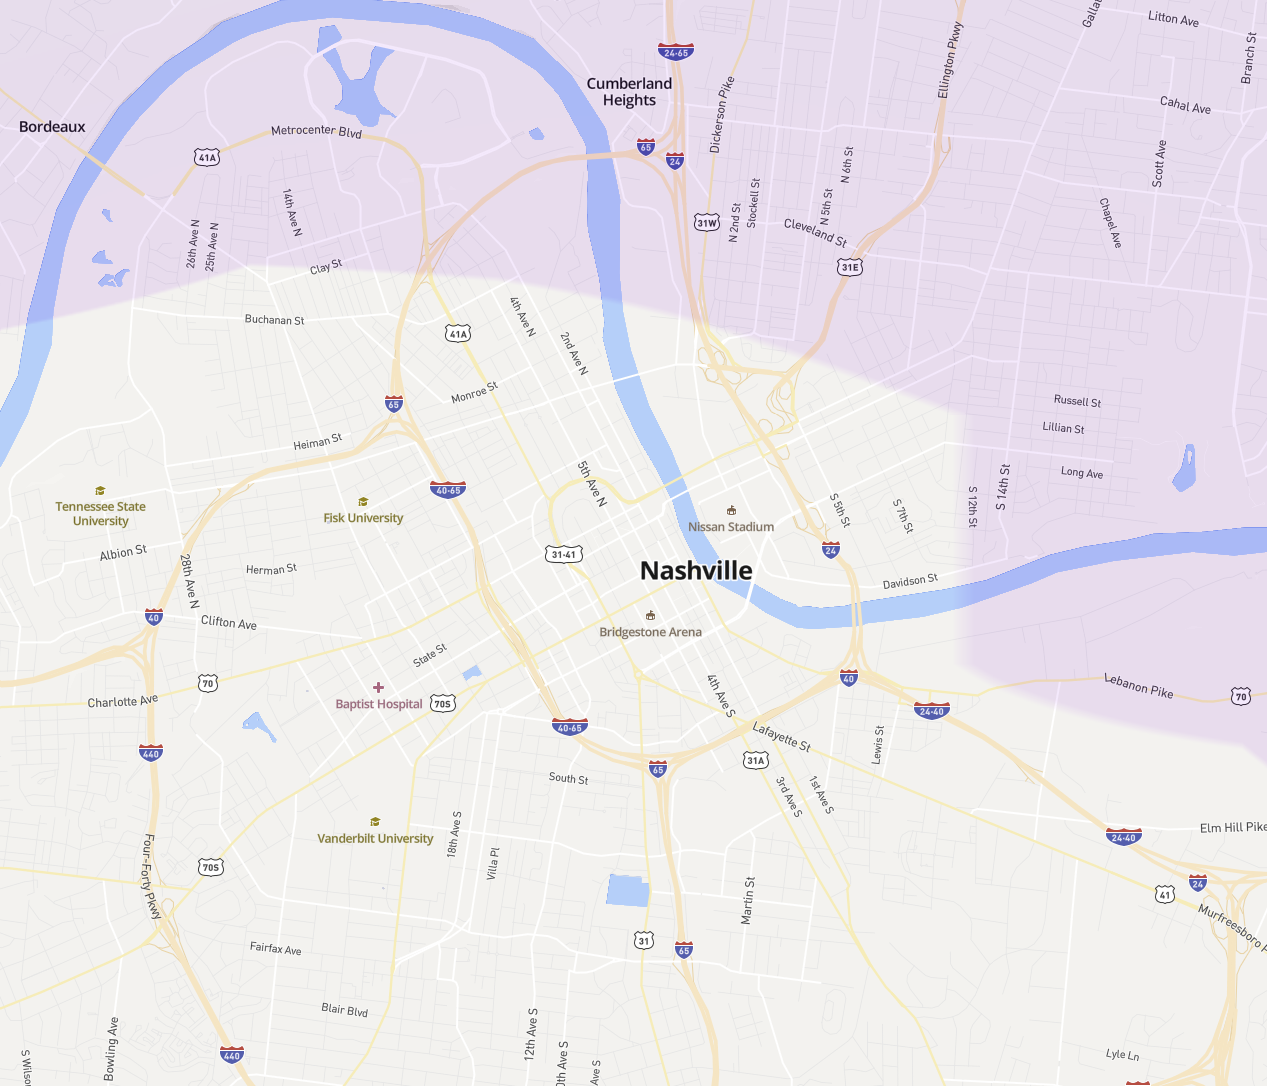 Litton Ave
Gallat
Branch St
24-65
Ellington Pkwy
Cumberland
Heights
Dickerson Pike
Cahal Ave
Bordeaux
Metrocenter Blvd
65
24
41A
N 6th St
Scott Ave
Stockell St
N 5th St
14th Ave N
N 2nd St
31W
Chapel Ave
26th Ave N
25th Ave N
Cleveland St
Clay St
31E
Buchanan St
4th Ave N
41A
2nd Ave N
Monroe St
65
Russell St
Lillian St
Heiman St
Long Ave
5th Ave N
40-65
S 14th St
S 12th St
S 5th St
S 7th St
Tennessee State
University
Fisk University
Nissan Stadium
Albion St
31-41
24
28th Ave N
Herman St
Nashville
Davidson St
40
Clifton Ave
Bridgestone Arena
State St
70
Charlotte Ave
Baptist Hospital
70S
4th Ave S
40
Lebanon Pike
70
24-40
40-65
Lafayette St
Lewis St
440
31A
65
South St
3rd Ave S
1st Ave S
18th Ave S
Vanderbilt University
24-40
Elm Hill Pike
Four-Forty Pkwy
70S
Villa Pl
24
Martin St
41
Murfreesboro P
31
65
Fairfax Ave
Blair Blvd
12th Ave S
Bowling Ave
440
Lyle Ln
S Wilso
0th Ave S
Ave S